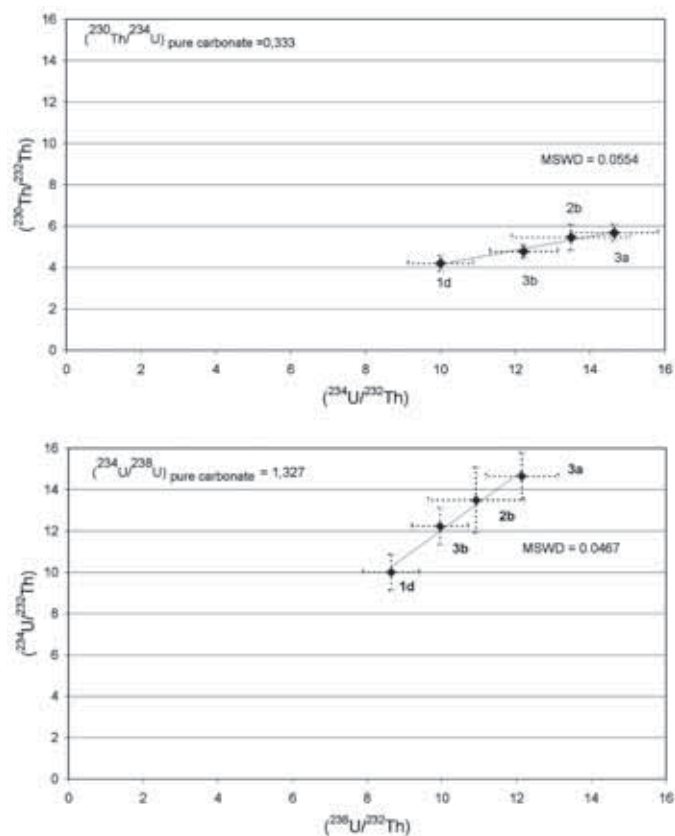 (²³⁰Th/²³⁴U) pure carbonate =0,333
16
14
12
10
8
6
4
2
0
(²³⁰Th/²³²Th)
MSWD = 0.0554
2b
1d
3b
3a
0 2 4 6 8 10 12 14 16
(²³⁴U/²³²Th)
(²³⁴U/²³⁸U) pure carbonate = 1,327
16
14
12
10
8
6
4
2
0
(²³⁴U/²³²Th)
3a
2b
3b
MSWD = 0.0467
1d
0 2 4 6 8 10 12 14 16
(²³⁸U/²³²Th)